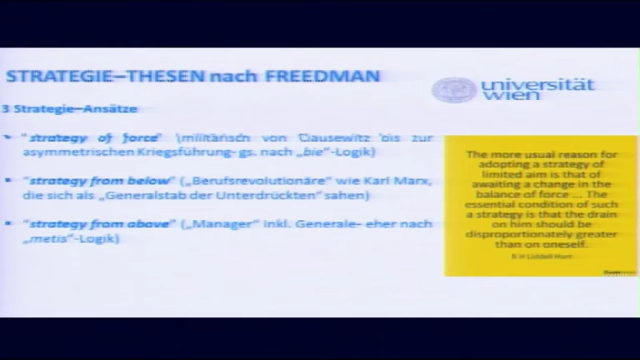 STRATEGIE–THESEN nach FREEDMAN
universität
wien
3 Strategie–Ansätze
"strategy of force" (militärisch von Clausewitz bis zur
asymmetrischen Kriegsführung- gs. nach „bie‟-Logik)
"strategy from below" („Berufsrevolutionäre" wie Karl Marx,
die sich als „Generalstab der Unterdrückten" sahen)
"strategy from above" („Manager" inkl. Generale- eher nach
„metis"-Logik)
The more usual reason for
adopting a strategy of
limited aim is that of
awaiting a change in the
balance of force ... The
essential condition of such
a strategy is that the drain
on him should be
disproportionately greater
than on oneself.
B H Liddell Hart